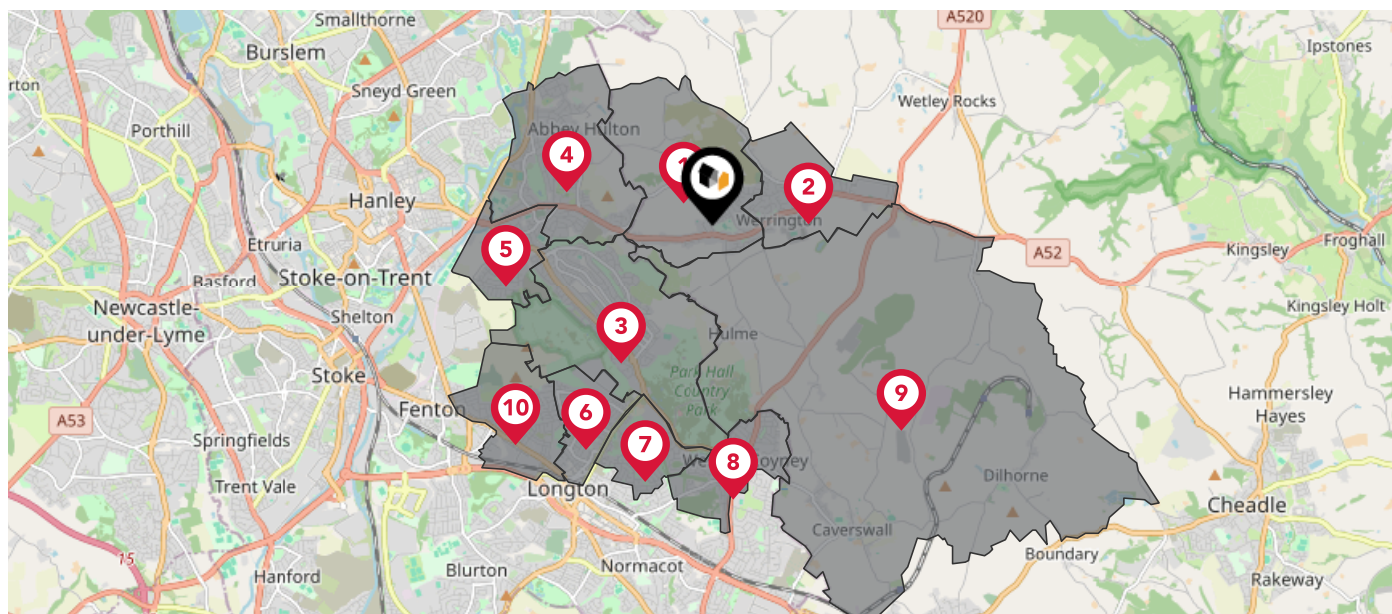 Smallthorne
A520
Burslem
Ipstones
rton
Sneyd Green
Wetley Rocks
Porthill
Abbey Hulton
4
1
2
Hanley
Werrington
Etruria
5
A52
Kingsley
Froghall
Stoke-on-Trent
Basford
Newcastle-
under-Lyme
Shelton
Kingsley Holt
3
Hulme
Stoke
Park Hall
Country
Park
9
Hammersley
Hayes
A53
Fenton
10
6
Springfields
7
8
Trent Vale
Longton
Dilhorne
Cheadle
Caverswall
15
Boundary
Hanford
Blurton
Normacot
Rakeway